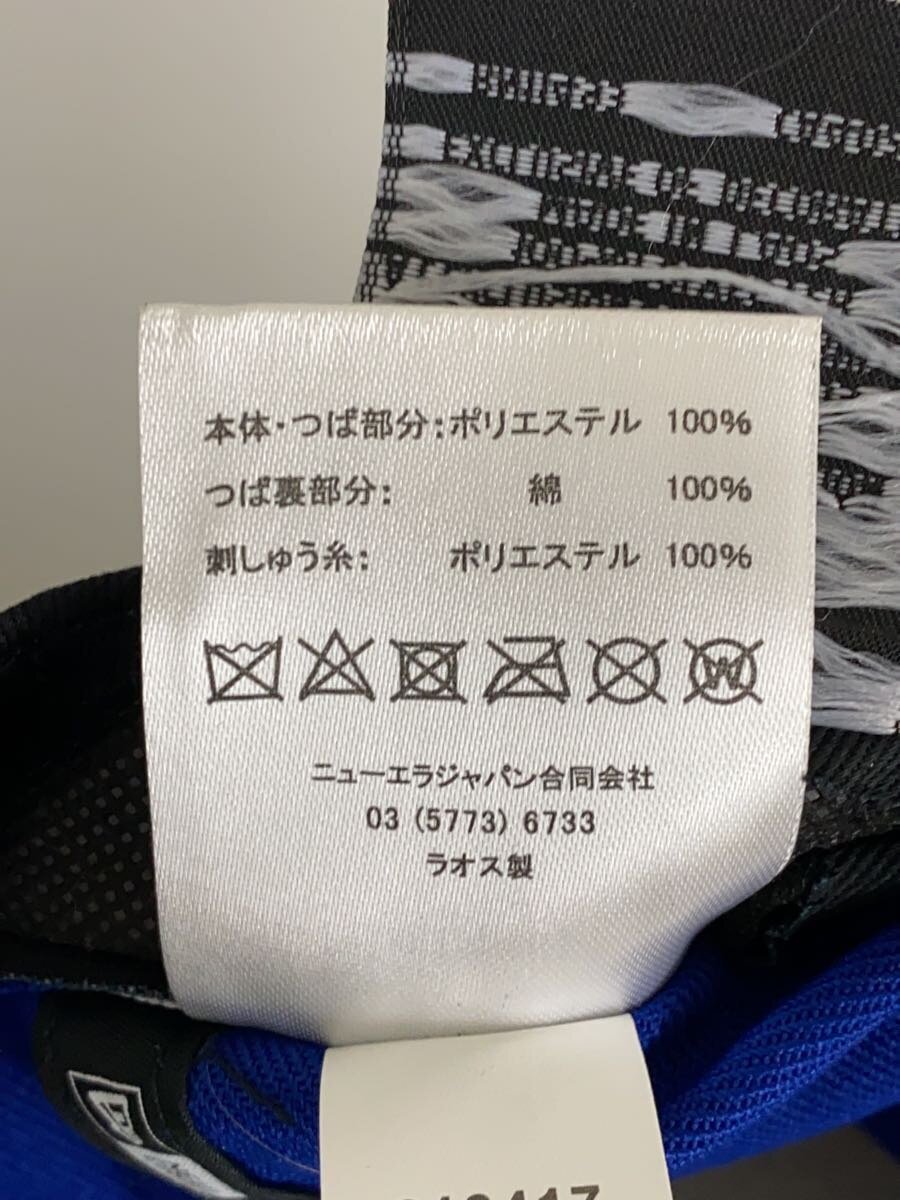 本体・つば部分：ポリエステル 100%
つば裏部分： 綿 100%
刺しゅう糸： ポリエステル 100%
ニューエラジャパン合同会社
03 (5773) 6733
ラオス製